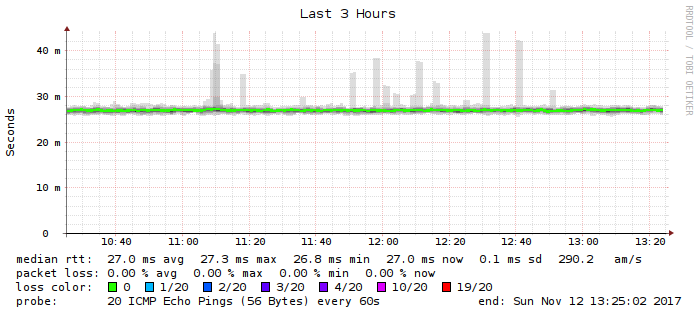 Last 3 Hours
RRDTOOL / TOBI OETIKER
Seconds
40 m
30 m
20 m
10 m
0
10:40 11:00 11:20 11:40 12:00 12:20 12:40 13:00 13:20
median rtt: 27.0 ms avg 27.3 ms max 26.8 ms min 27.0 ms now 0.1 ms sd 290.2 am/s
packet loss: 0.00 % avg 0.00 % max 0.00 % min 0.00 % now
loss color: 0 1/20 2/20 3/20 4/20 10/20 19/20
probe: 20 ICMP Echo Pings (56 Bytes) every 60s end: Sun Nov 12 13:25:02 2017